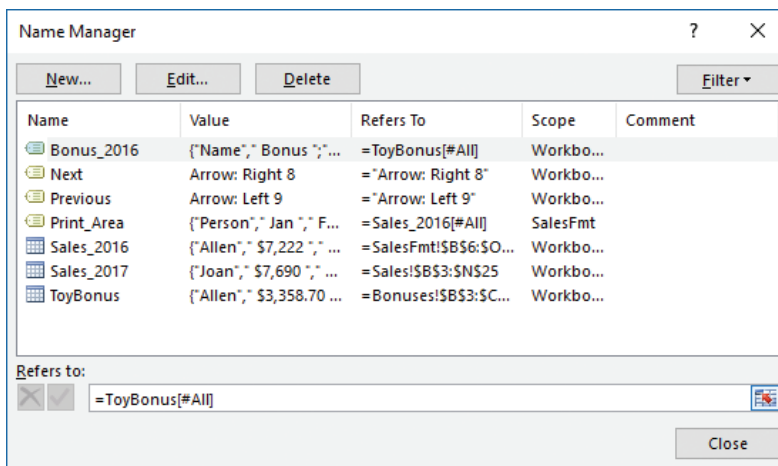 Name Manager ? X
New... Edit... Delete Filter
Name Value Refers To Scope Comment
Bonus_2016 {"Name"," Bonus ";"... =ToyBonus[#All] Workbo...
Next Arrow: Right 8 ="Arrow: Right 8" Workbo...
Previous Arrow: Left 9 ="Arrow: Left 9" Workbo...
Print_Area {"Person"," Jan "," F... =Sales_2016[#All] SalesFmt
Sales_2016 {"Allen"," $7,222 "," ... =SalesFmt!$B$6:$O... Workbo...
Sales_2017 {"Joan"," $7,690 "," ... =Sales!$B$3:$N$25 Workbo...
ToyBonus {"Allen"," $3,358.70 ... =Bonuses!$B$3:$C... Workbo...
Refers to:
=ToyBonus[#All]
Close